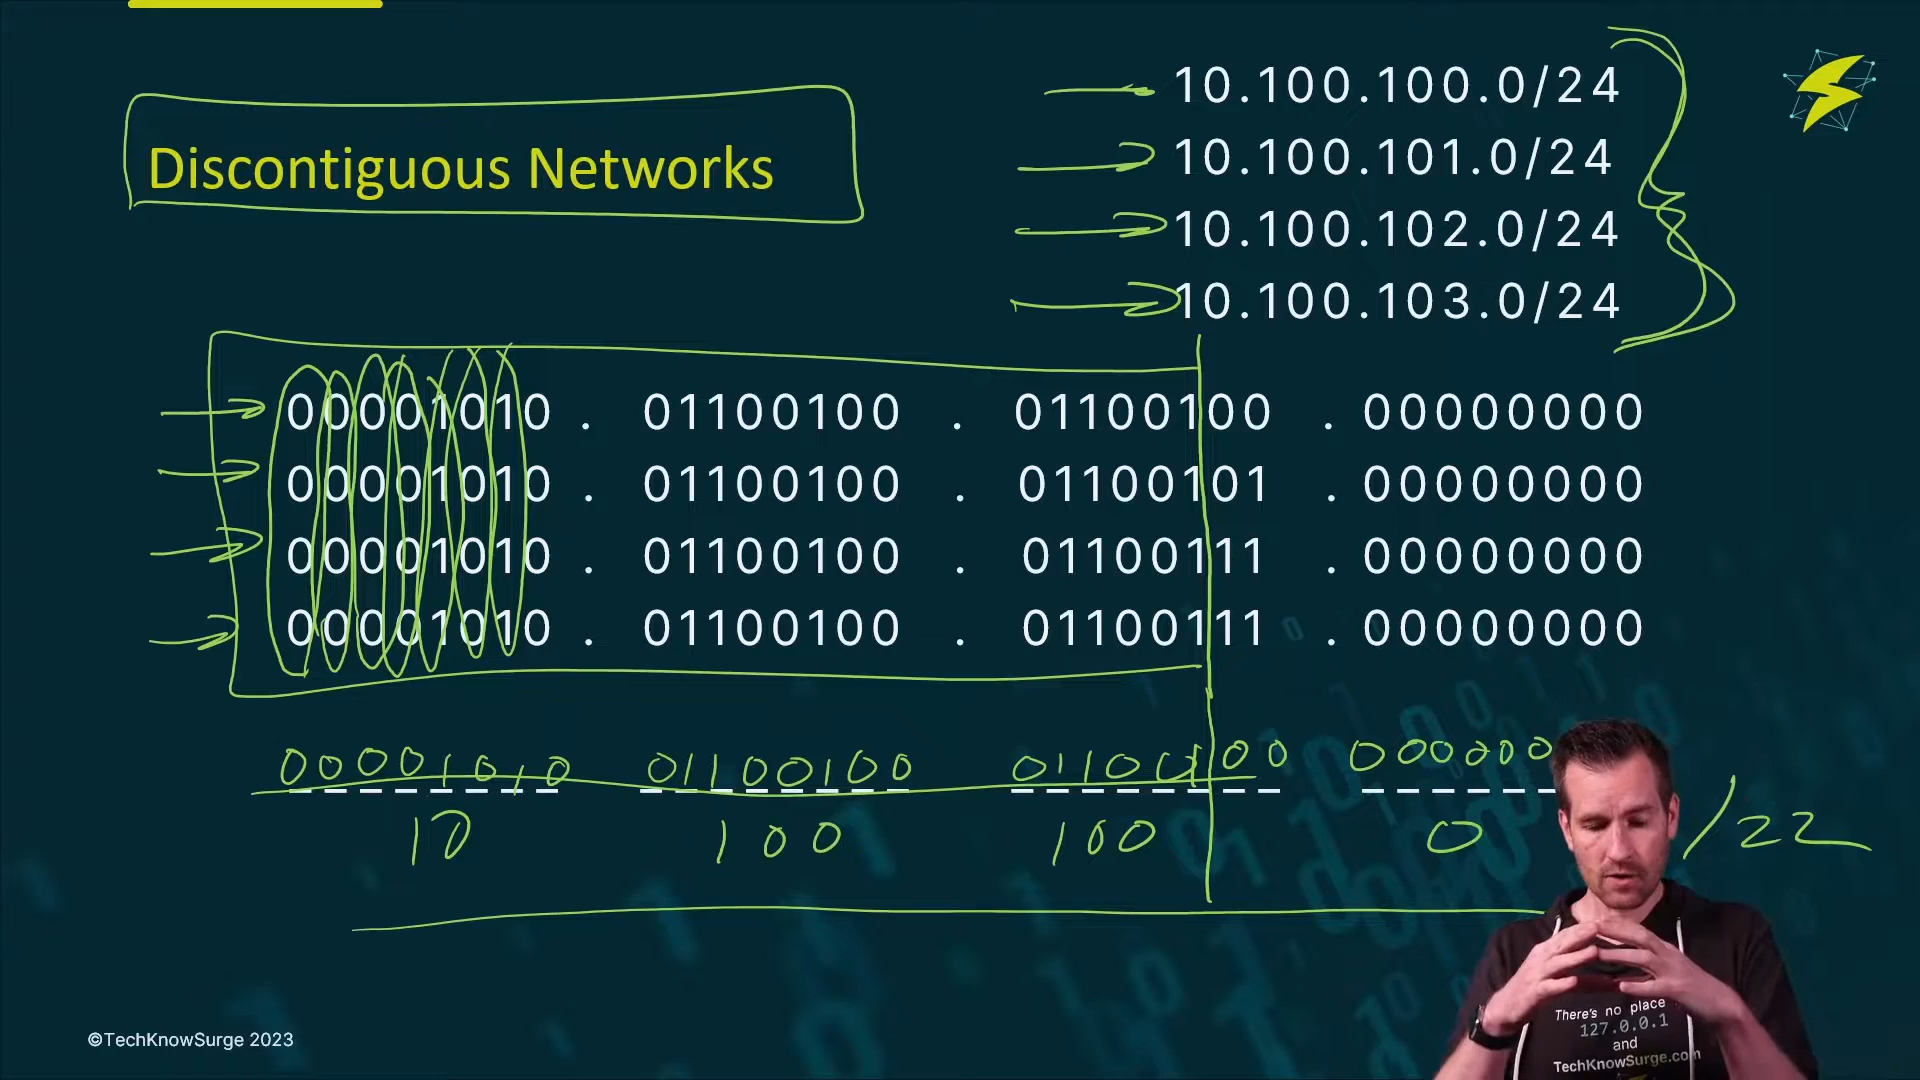 10.100.100.0/24
10.100.101.0/24
Discontiguous Networks
10.100.102.0/24
10.100.103.0/24
00001010 . 01100100 . 01100100 . 00000000
00001010 . 01100100 . 01100101 . 00000000
00001010 . 01100100 . 01100111 . 00000000
00001010 . 01100100 . 01100111 . 00000000
00001010 01100100 01100100 000000
10 100 100 0 /22
There's no place
127.0.0.1
and
TechKnowSurge.com
©TechKnowSurge 2023